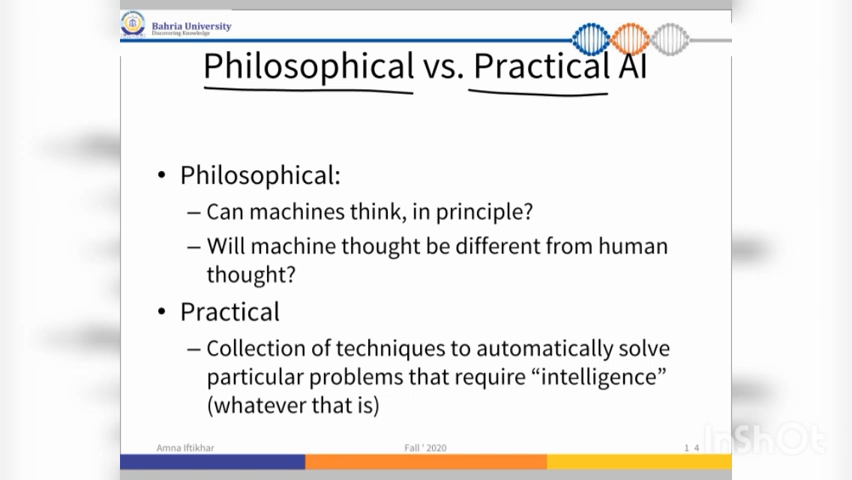 Bahria University
Discovering Knowledge
Philosophical vs. Practical AI
• Philosophical:
– Can machines think, in principle?
– Will machine thought be different from human
thought?
• Practical
– Collection of techniques to automatically solve
particular problems that require “intelligence”
(whatever that is)
Amna Iftikhar Fall ' 2020 1 4
InShOt